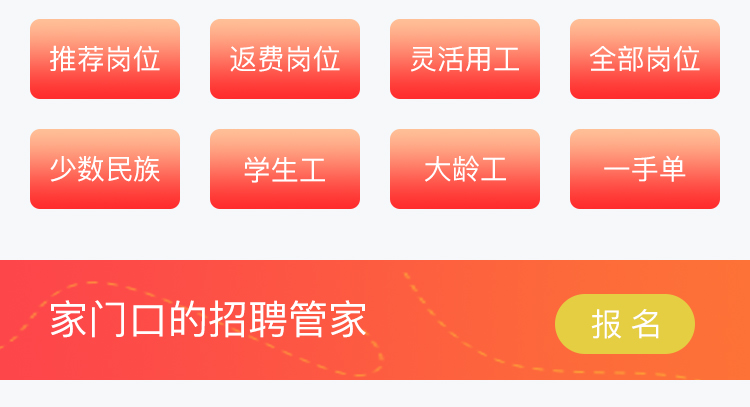 推荐岗位 返费岗位 灵活用工 全部岗位
少数民族 学生工 大龄工 一手单
家门口的招聘管家 报 名